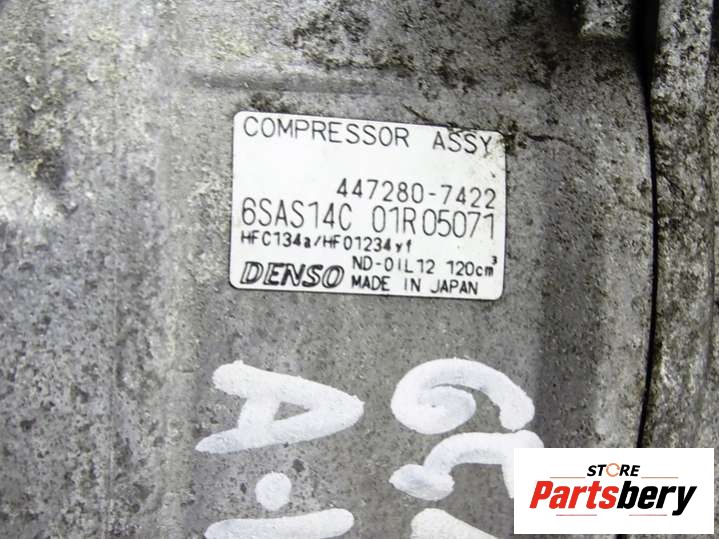 COMPRESSOR ASSY
447280-7422
6SAS14C 01R05071
HFC134a/HFO1234yf
ND-OIL12 120cm³
DENSO MADE IN JAPAN
STORE
Partsbery